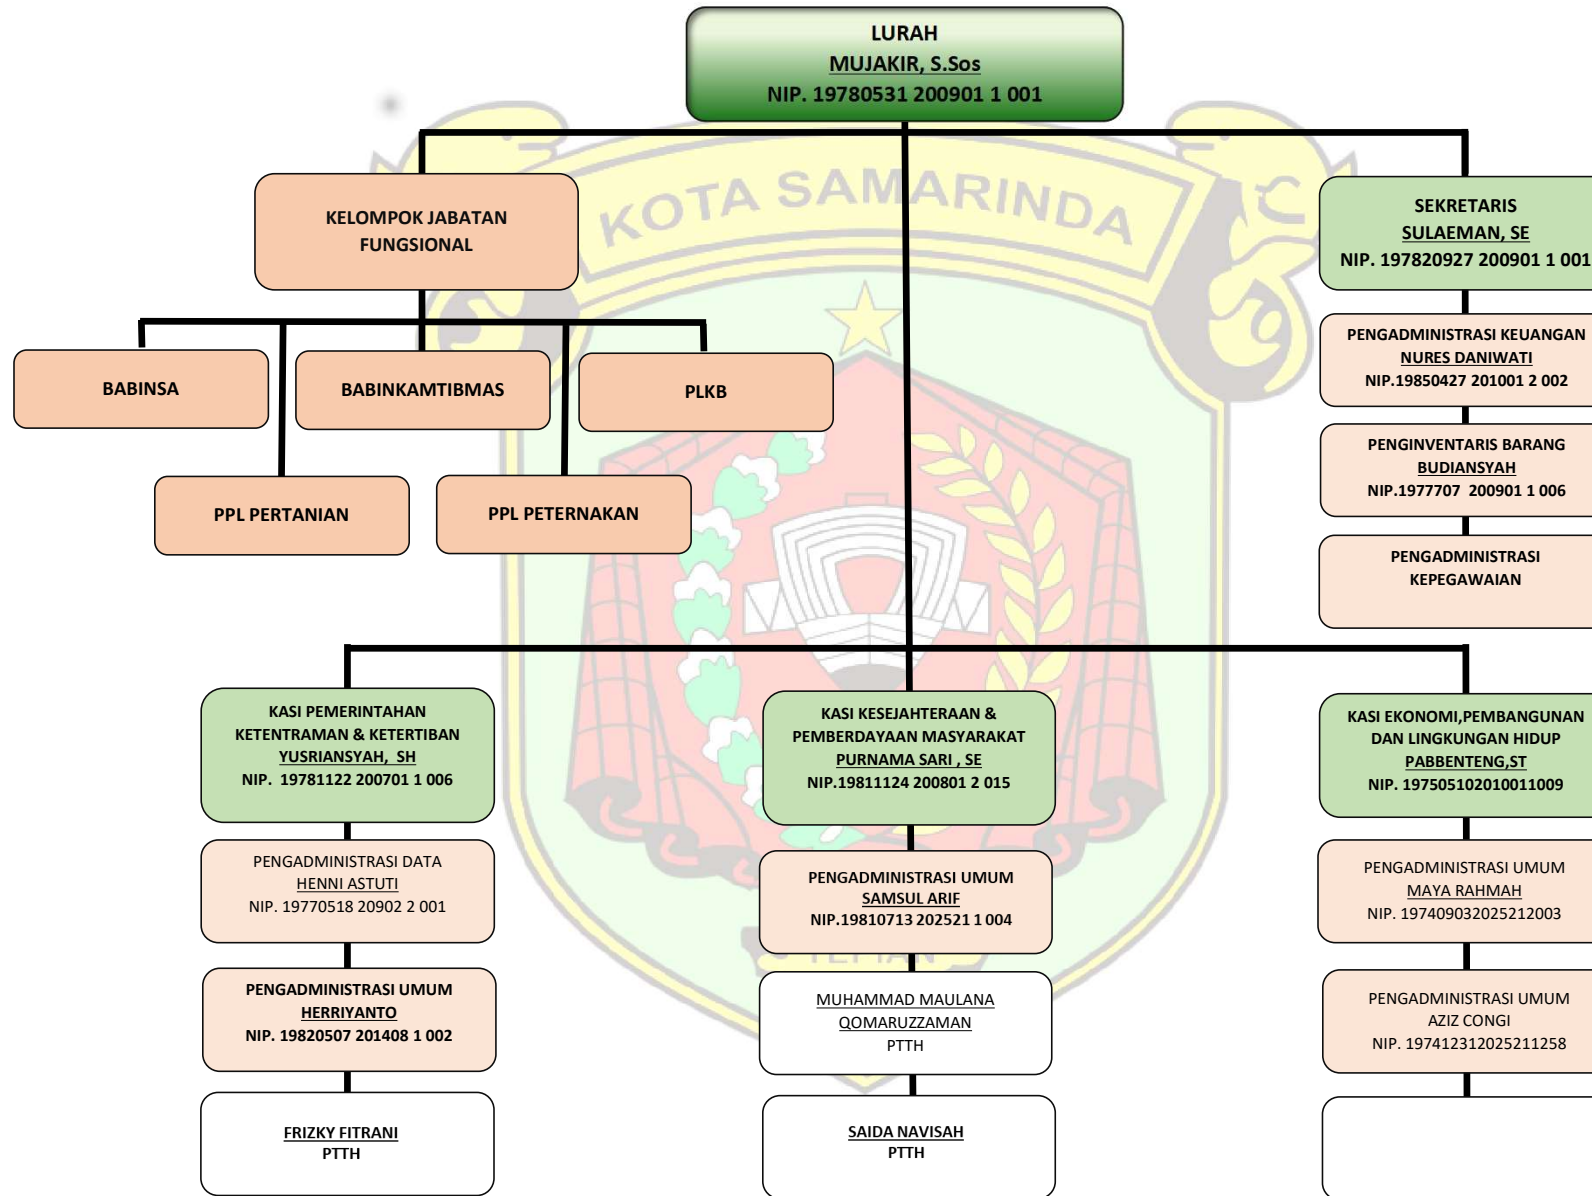 LURAH
MUJAKIR, S.Sos
NIP. 19780531 200901 1 001
KOTA SAMARINDA
KELOMPOK JABATAN
FUNGSIONAL
SEKRETARIS
SULAEMAN, SE
NIP. 197820927 200901 1 001
BABINSA
BABINKAMTIBMAS
PLKB
PPL PERTANIAN
PPL PETERNAKAN
PENGADMINISTRASI KEUANGAN
NURES DANIWATI
NIP.19850427 201001 2 002
PENGINVENTARIS BARANG
BUDIANSYAH
NIP.1977707  200901 1 006
PENGADMINISTRASI
KEPEGAWAIAN
KASI PEMERINTAHAN
KETENTRAMAN & KETERTIBAN
YUSRIANSYAH,  SH
NIP.  19781122 200701 1 006
PENGADMINISTRASI DATA
HENNI ASTUTI
NIP. 19770518 20902 2 001
PENGADMINISTRASI UMUM
HERRIYANTO
NIP. 19820507 201408 1 002
FRIZKY FITRANI
PTTH
KASI KESEJAHTERAAN &
PEMBERDAYAAN MASYARAKAT
PURNAMA SARI , SE
NIP.19811124 200801 2 015
PENGADMINISTRASI UMUM
SAMSUL ARIF
NIP.19810713 202521 1 004
TEPIAN
MUHAMMAD MAULANA
QOMARUZZAMAN
PTTH
SAIDA NAVISAH
PTTH
KASI EKONOMI,PEMBANGUNAN
DAN LINGKUNGAN HIDUP
PABBENTENG,ST
NIP. 197505102010011009
PENGADMINISTRASI UMUM
MAYA RAHMAH
NIP. 197409032025212003
PENGADMINISTRASI UMUM
AZIZ CONGI
NIP. 197412312025211258